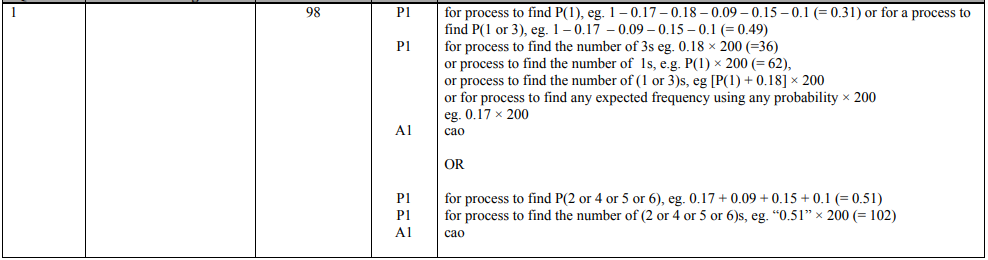 1 98 P1 for process to find P(1), eg. 1 – 0.17 – 0.18 – 0.09 – 0.15 – 0.1 (= 0.31) or for a process to
find P(1 or 3), eg. 1 – 0.17 – 0.09 – 0.15 – 0.1 (= 0.49)
P1 for process to find the number of 3s eg. 0.18 × 200 (=36)
or process to find the number of 1s, e.g. P(1) × 200 (= 62),
or process to find the number of (1 or 3)s, eg [P(1) + 0.18] × 200
or for process to find any expected frequency using any probability × 200
eg. 0.17 × 200
A1 cao
OR
P1 for process to find P(2 or 4 or 5 or 6), eg. 0.17 + 0.09 + 0.15 + 0.1 (= 0.51)
P1 for process to find the number of (2 or 4 or 5 or 6)s, eg. “0.51” × 200 (= 102)
A1 cao